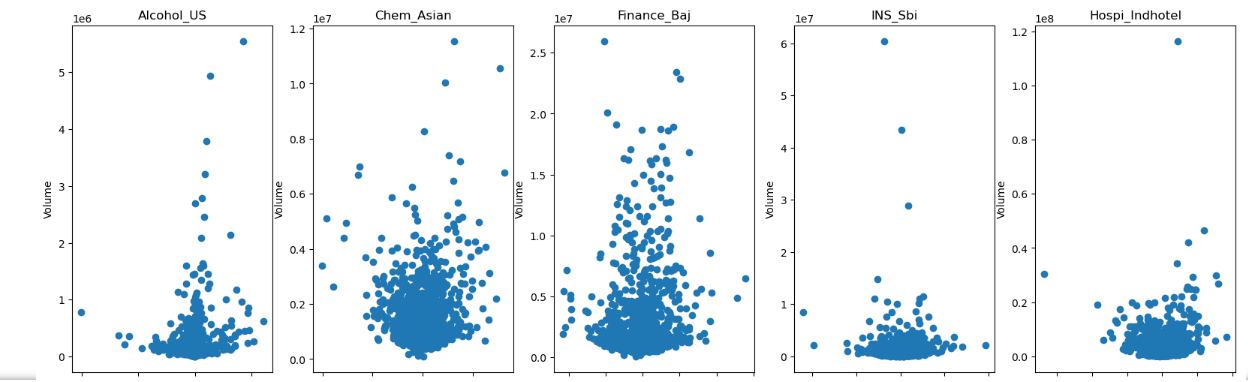 Alcohol_US
1e6
Volume
5
4
3
2
1
0
Chem_Asian
1e7
Volume
1.2
1.0
0.8
0.6
0.4
0.2
0.0
Finance_Baj
1e7
Volume
2.5
2.0
1.5
1.0
0.5
0.0
INS_Sbi
1e7
Volume
6
5
4
3
2
1
0
Hospi_Indhotel
1e8
Volume
1.2
1.0
0.8
0.6
0.4
0.2
0.0